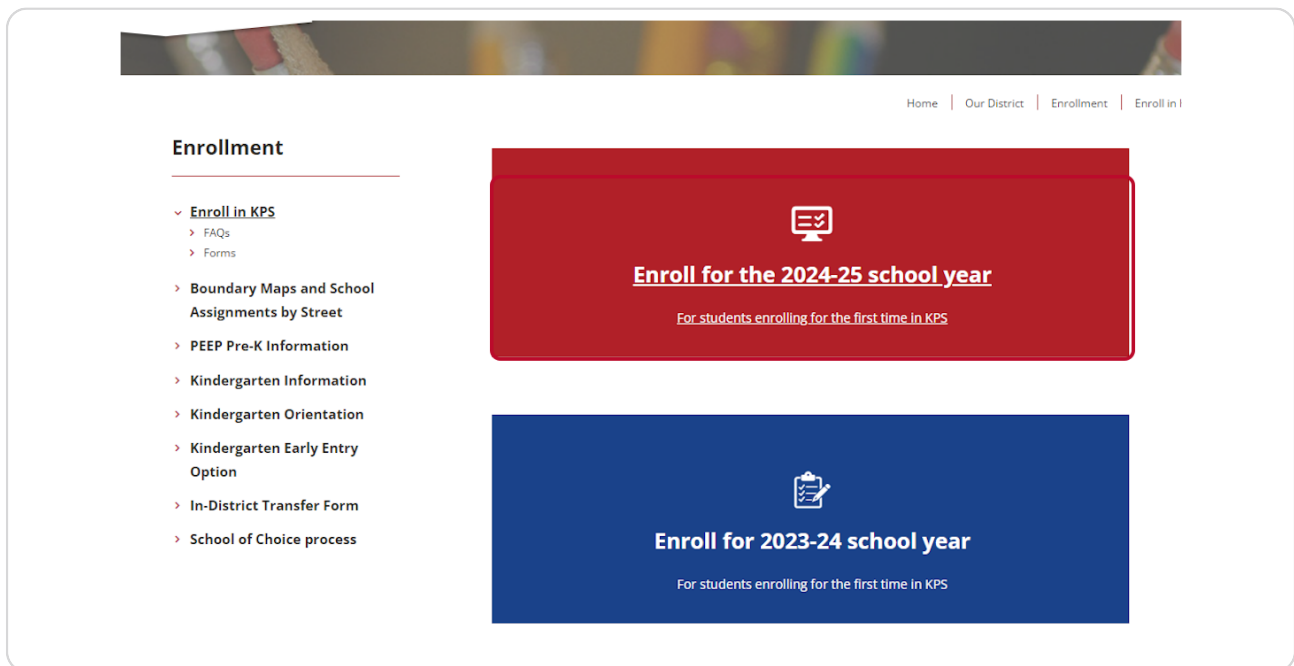 Home
Our District
Enrollment
Enroll in
Enrollment
Enroll in KPS
FAQs
Forms
Boundary Maps and School
Assignments by Street
PEEP Pre-K Information
Kindergarten Information
Kindergarten Orientation
Kindergarten Early Entry
Option
In-District Transfer Form
School of Choice process
Enroll for the 2024-25 school year
For students enrolling for the first time in KPS
Enroll for 2023-24 school year
For students enrolling for the first time in KPS